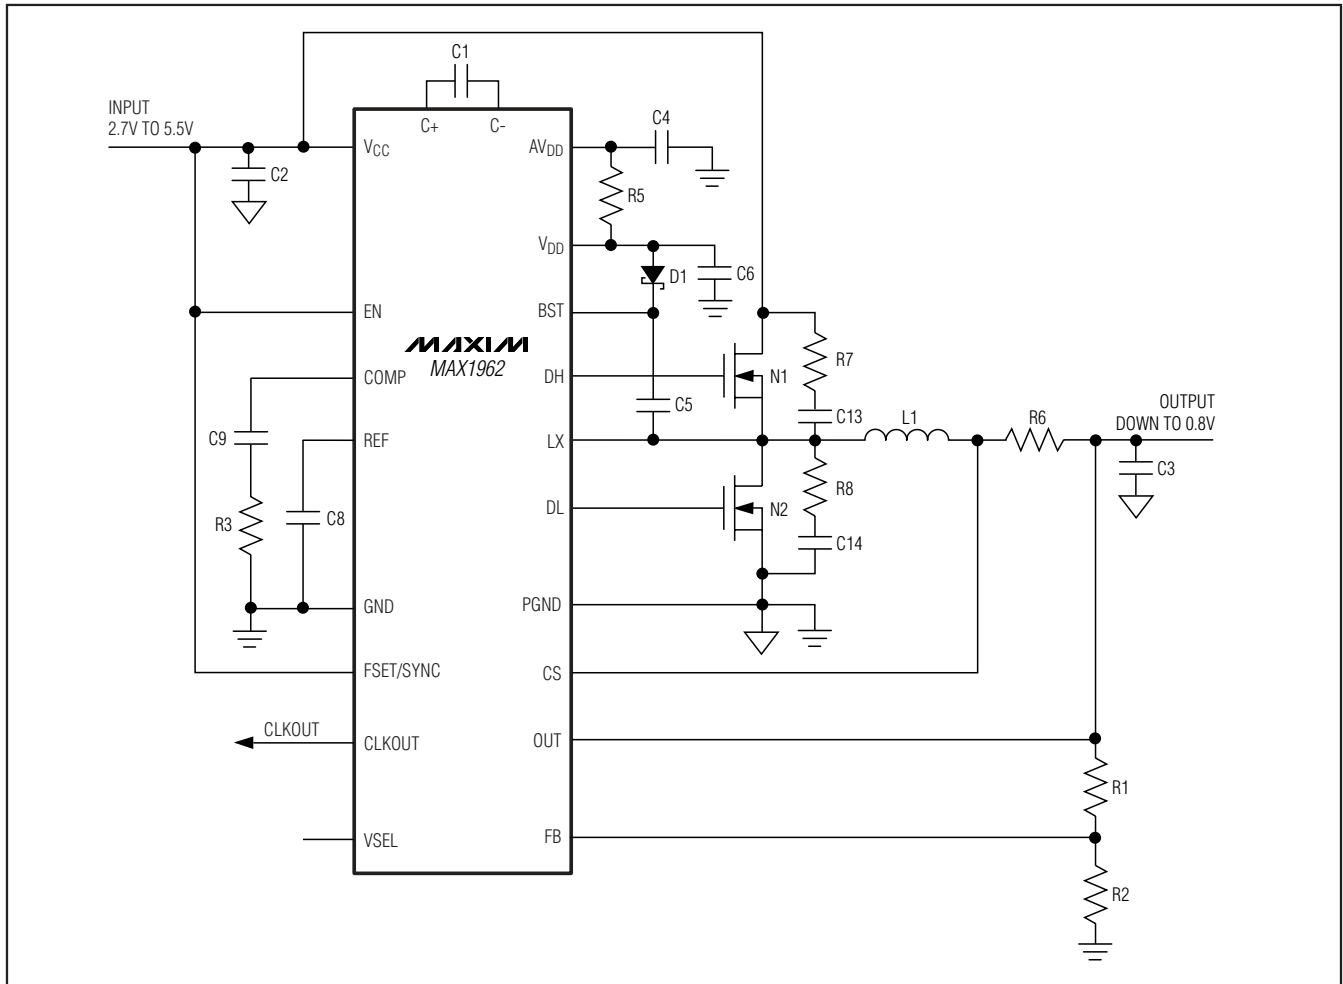 C1
INPUT
2.7V TO 5.5V
C+
C-
C4
VCC
AVDD
C2
R5
VDD
D1
C6
EN
BST
MAXIM
MAX1962
R7
COMP
DH
N1
C5
C13
OUTPUT
DOWN TO 0.8V
C9
REF
LX
L1
R6
C3
R8
R3
C8
DL
N2
C14
GND
PGND
FSET/SYNC
CS
CLKOUT
CLKOUT
OUT
R1
VSEL
FB
R2